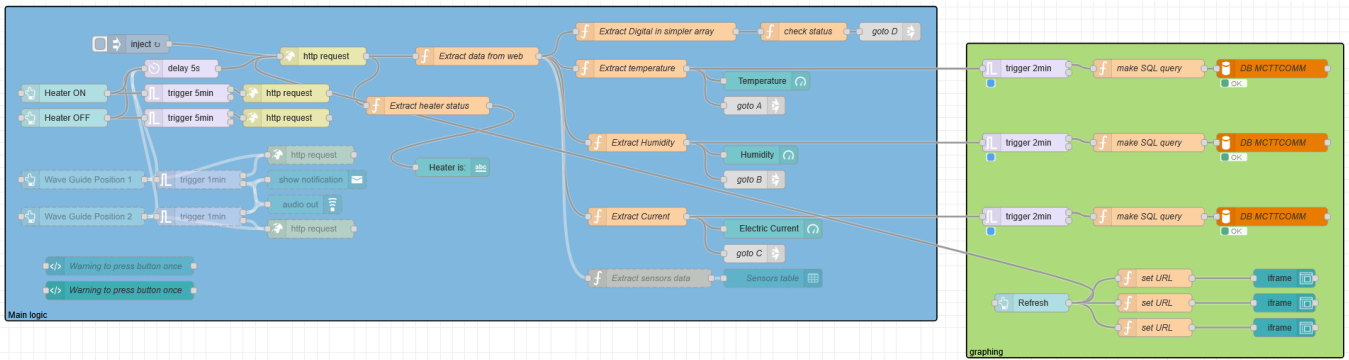 inject ↻
http request
Extract data from web
Extract Digital in simpler array
check status
goto D
delay 5s
Extract temperature
Temperature
goto A
Heater ON
trigger 5min
http request
Extract heater status
Heater OFF
trigger 5min
http request
Heater is:
abc
http request
Wave Guide Position 1
trigger 1min
show notification
audio out
Wave Guide Position 2
trigger 1min
http request
Extract Humidity
Humidity
goto B
Extract Current
Electric Current
goto C
Extract sensors data
Sensors table
Warning to press button once
Warning to press button once
Main logic
trigger 2min
make SQL query
DB MCTTCOMM
OK
trigger 2min
make SQL query
DB MCTTCOMM
OK
trigger 2min
make SQL query
DB MCTTCOMM
OK
Refresh
set URL
iframe
set URL
iframe
set URL
iframe
graphing